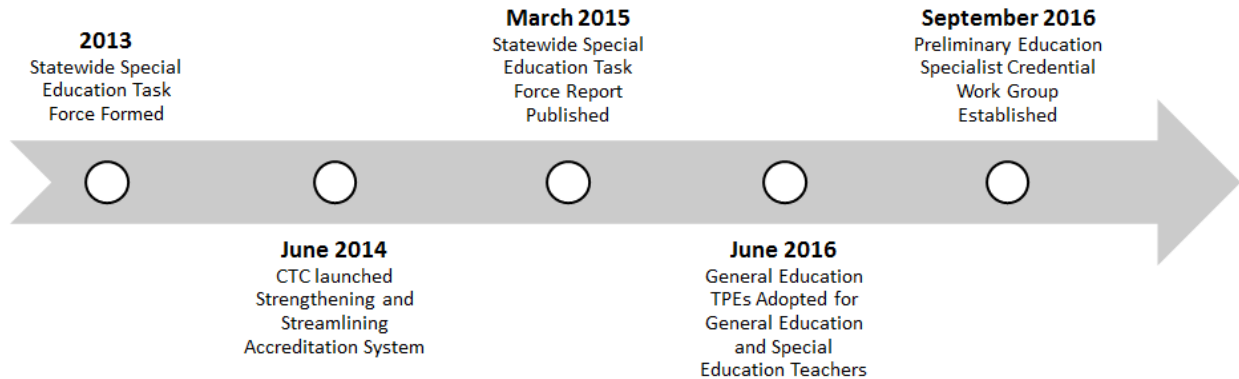 2013
Statewide Special
Education Task
Force Formed
June 2014
CTC launched
Strengthening and
Streamlining
Accreditation System
March 2015
Statewide Special
Education Task
Force Report
Published
June 2016
General Education
TPEs Adopted for
General Education
and Special
Education Teachers
September 2016
Preliminary Education
Specialist Credential
Work Group
Established